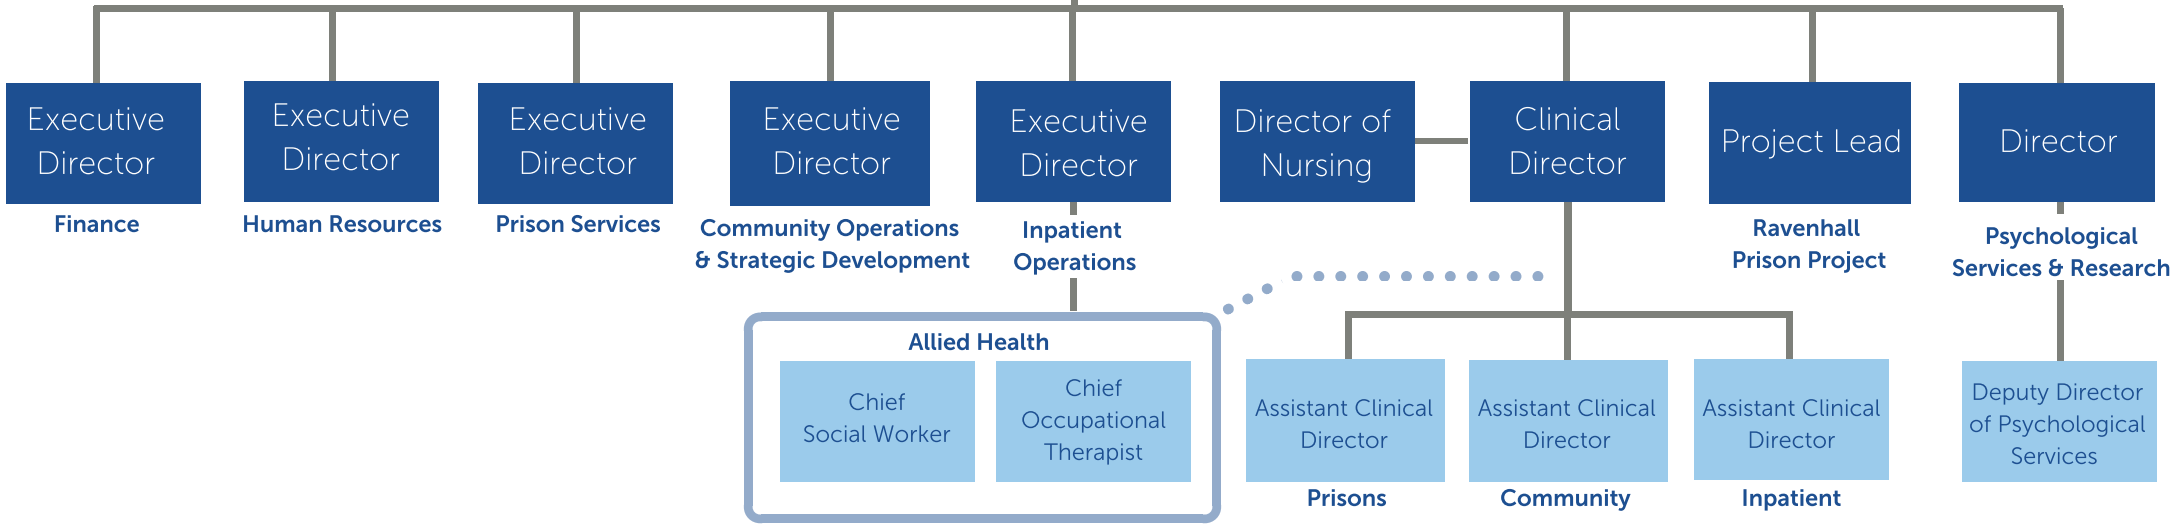 Executive
Director
Finance
Executive
Director
Human Resources
Executive
Director
Prison Services
Executive
Director
Community Operations
& Strategic Development
Executive
Director
Inpatient
Operations
Director of
Nursing
Clinical
Director
Project Lead
Ravenhall
Prison Project
Director
Psychological
Services & Research
Allied Health
Chief
Social Worker
Chief
Occupational
Therapist
Assistant Clinical
Director
Prisons
Assistant Clinical
Director
Community
Assistant Clinical
Director
Inpatient
Deputy Director
of Psychological
Services